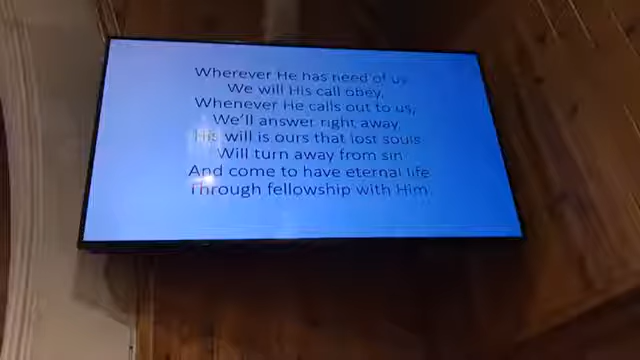 Wherever He has need of us
We will His call obey,
Whenever He calls out to us,
We'll answer right away.
His will is ours that lost souls
Will turn away from sin
And come to have eternal life
Through fellowship with Him.